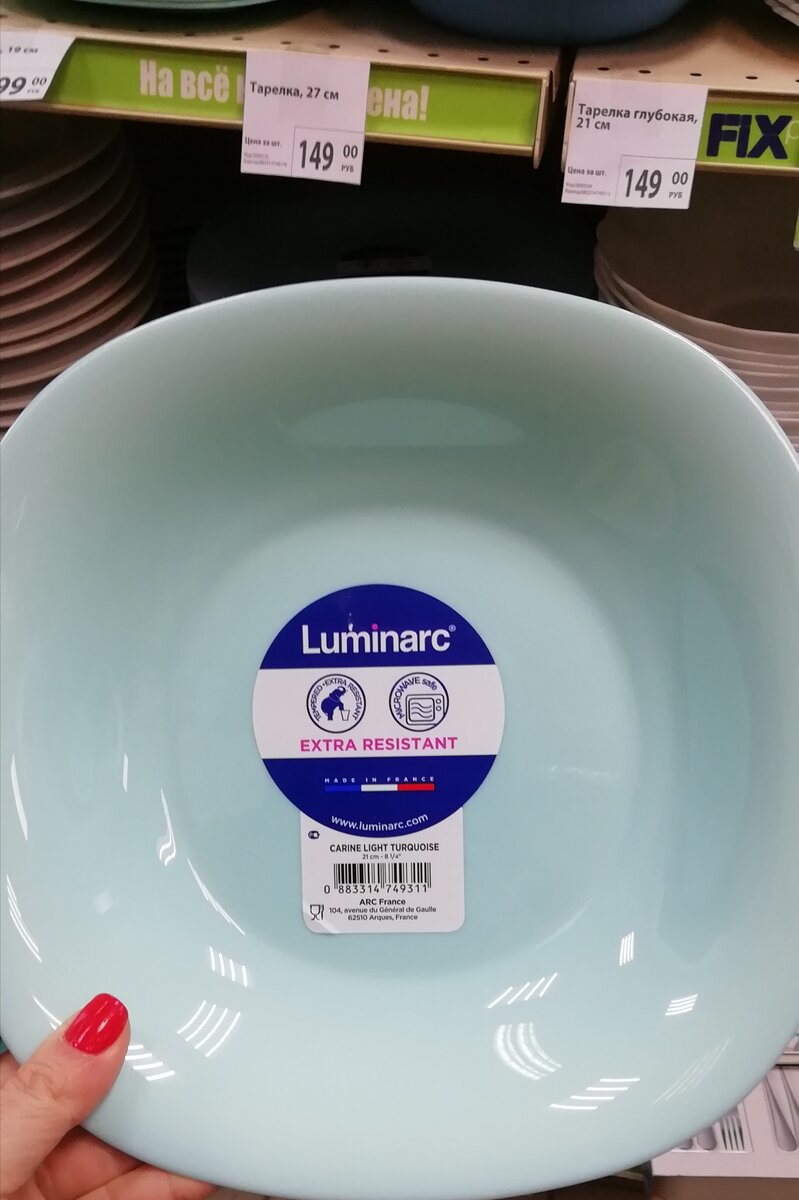 , 19 см
99 00
РУБ
На всё
ена!
Тарелка, 27 см
Цена за шт.
149 00
РУБ
Тарелка глубокая,
21 см
Цена за шт.
149 00
РУБ
FIX
Luminarc®
TEMPERED • EXTRA RESISTANT
MICROWAVE safe
EXTRA RESISTANT
MADE IN FRANCE
www.luminarc.com
CARINE LIGHT TURQUOISE
21 cm - 8 1/4"
0 883314 749311
ARC France
104, avenue du Général de Gaulle
62510 Arques, France